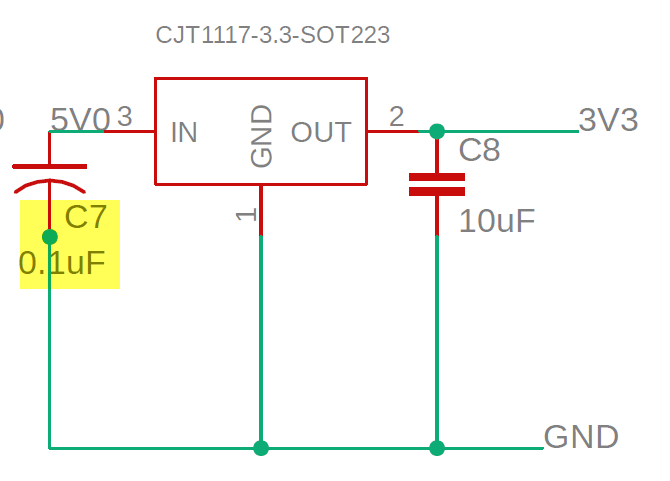 CJT1117-3.3-SOT223
5V0
3
IN
GND
OUT
2
3V3
C8
10uF
1
C7
0.1uF
GND